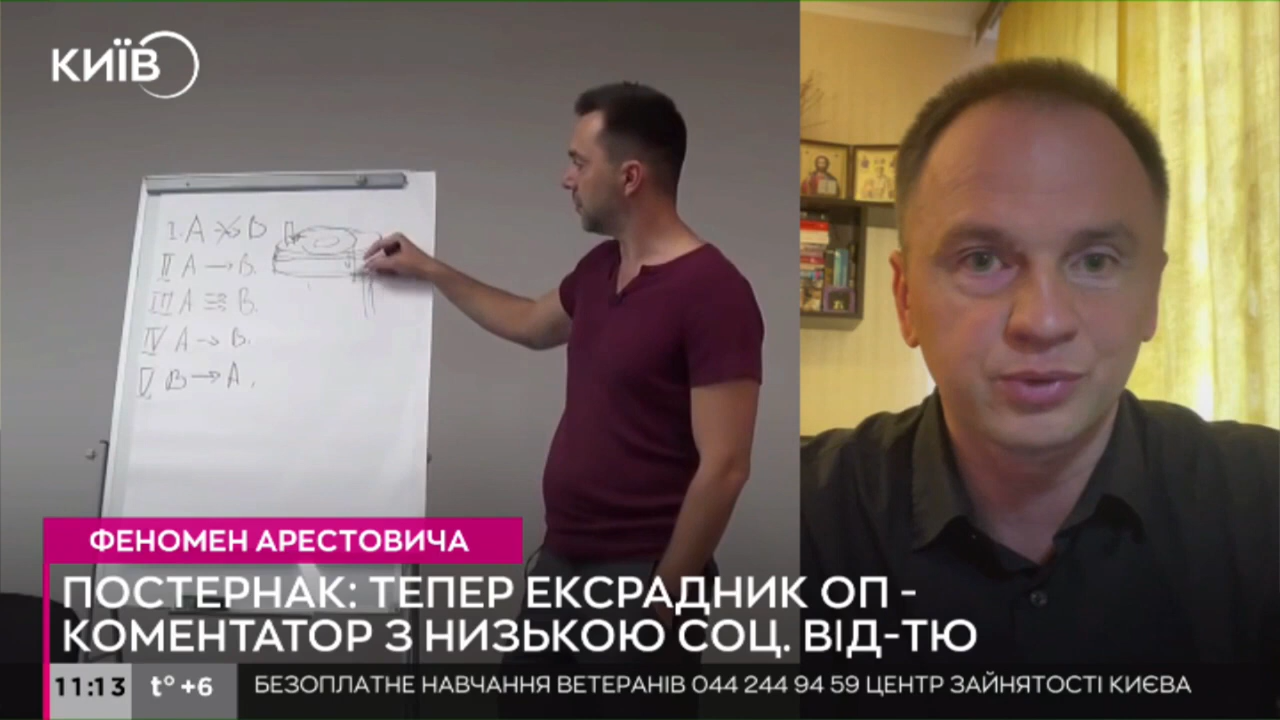 КИЇВ
I. A B
II A → B.
III A B.
IV A → B.
V B → A.
ФЕНОМЕН АРЕСТОВИЧА
ПОСТЕРНАК: ТЕПЕР ЕКСРАДНИК ОП -
КОМЕНТАТОР З НИЗЬКОЮ СОЦ. ВІД-ТЮ
11:13 t° +6 БЕЗОПЛАТНЕ НАВЧАННЯ ВЕТЕРАНІВ 044 244 94 59 ЦЕНТР ЗАЙНЯТОСТІ КИЄВА